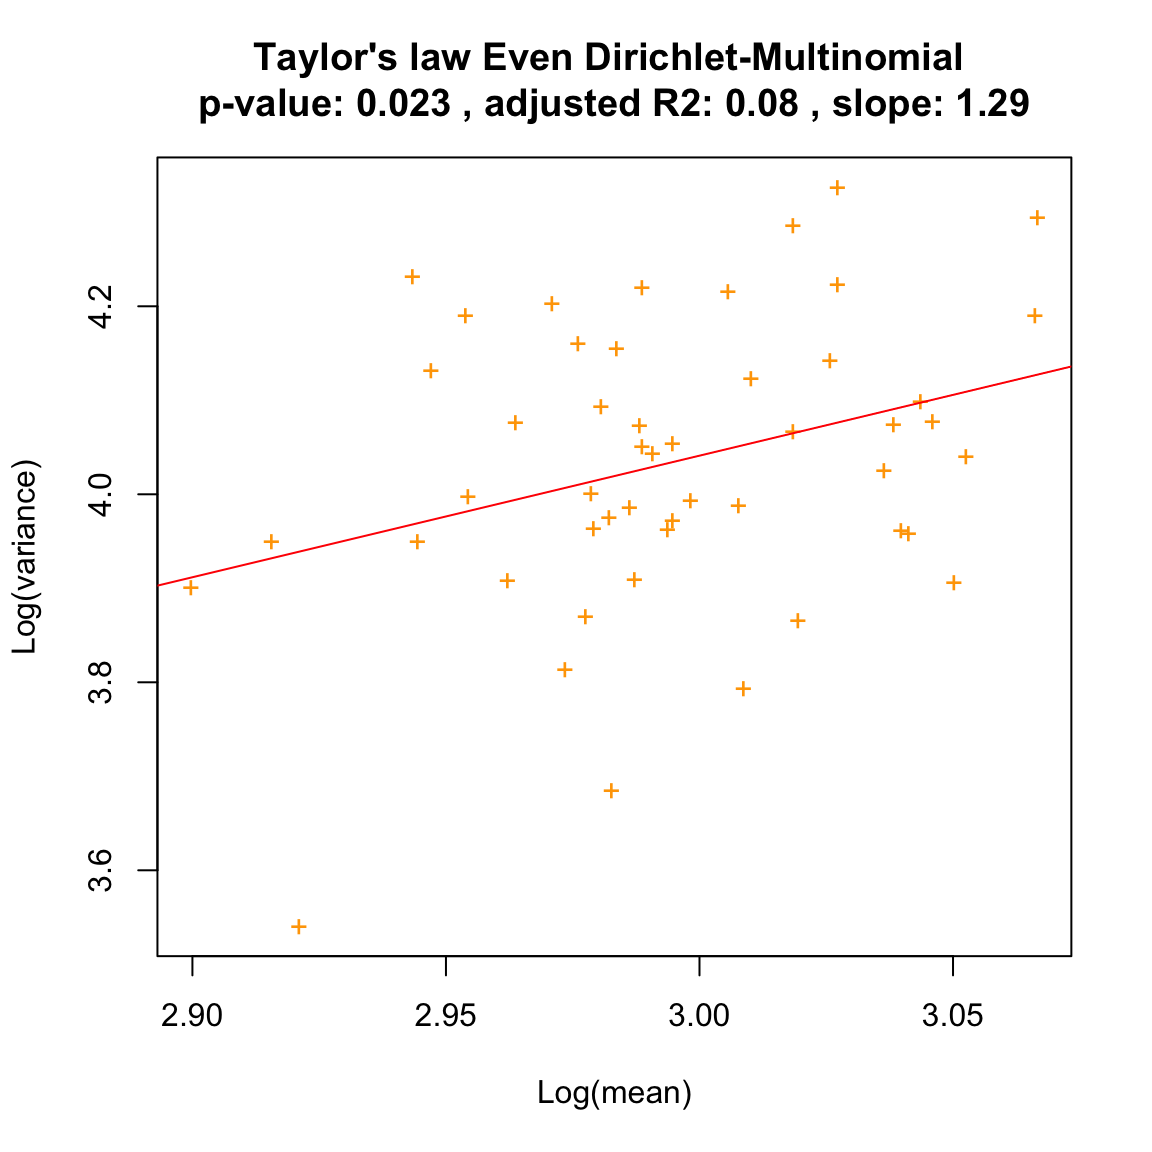 Taylor's law Even Dirichlet-Multinomial
p-value: 0.023 , adjusted R2: 0.08 , slope: 1.29
Log(variance)
4.2
4.0
3.8
3.6
2.90 2.95 3.00 3.05
Log(mean)